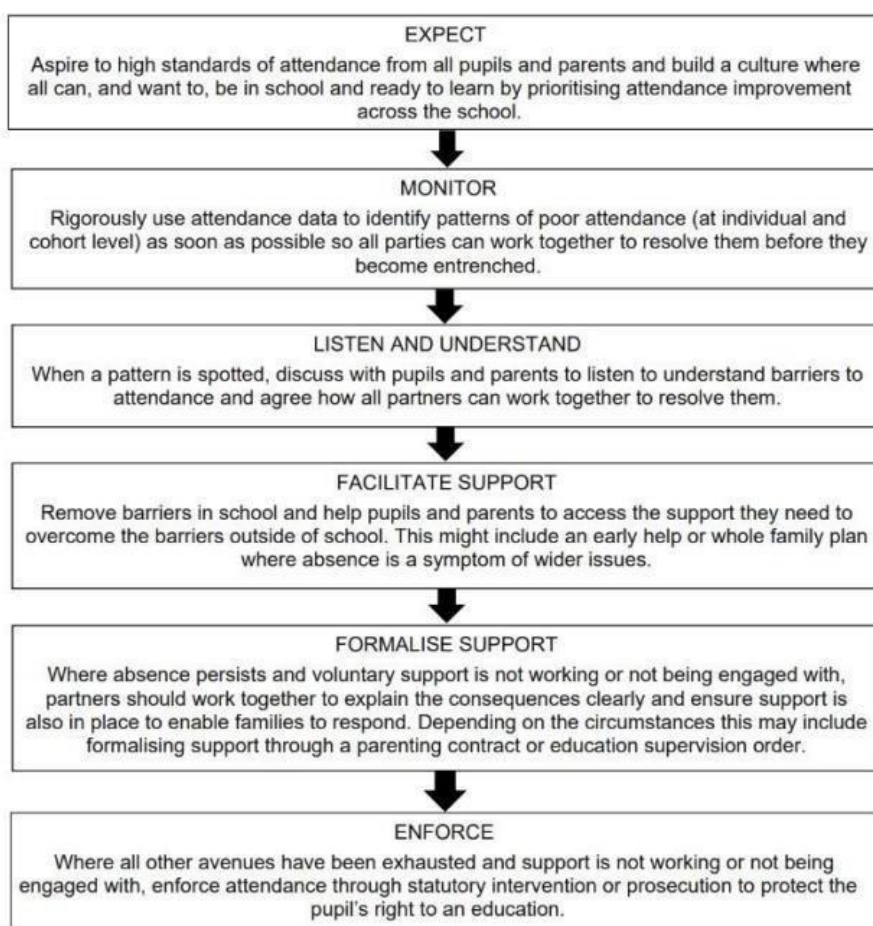 EXPECT
Aspire to high standards of attendance from all pupils and parents and build a culture where
all can, and want to, be in school and ready to learn by prioritising attendance improvement
across the school.
MONITOR
Rigorously use attendance data to identify patterns of poor attendance (at individual and
cohort level) as soon as possible so all parties can work together to resolve them before they
become entrenched.
LISTEN AND UNDERSTAND
When a pattern is spotted, discuss with pupils and parents to listen to understand barriers to
attendance and agree how all partners can work together to resolve them.
FACILITATE SUPPORT
Remove barriers in school and help pupils and parents to access the support they need to
overcome the barriers outside of school. This might include an early help or whole family plan
where absence is a symptom of wider issues.
FORMALISE SUPPORT
Where absence persists and voluntary support is not working or not being engaged with,
partners should work together to explain the consequences clearly and ensure support is
also in place to enable families to respond. Depending on the circumstances this may include
formalising support through a parenting contract or education supervision order.
ENFORCE
Where all other avenues have been exhausted and support is not working or not being
engaged with, enforce attendance through statutory intervention or prosecution to protect the
pupil's right to an education.